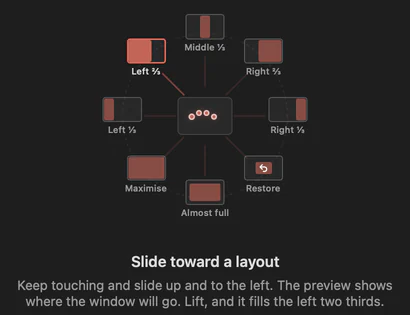 Middle ⅓
Left ⅔
Right ⅔
Left ⅓
Right ⅓
Maximise
Restore
Almost full
Slide toward a layout
Keep touching and slide up and to the left. The preview shows
where the window will go. Lift, and it fills the left two thirds.